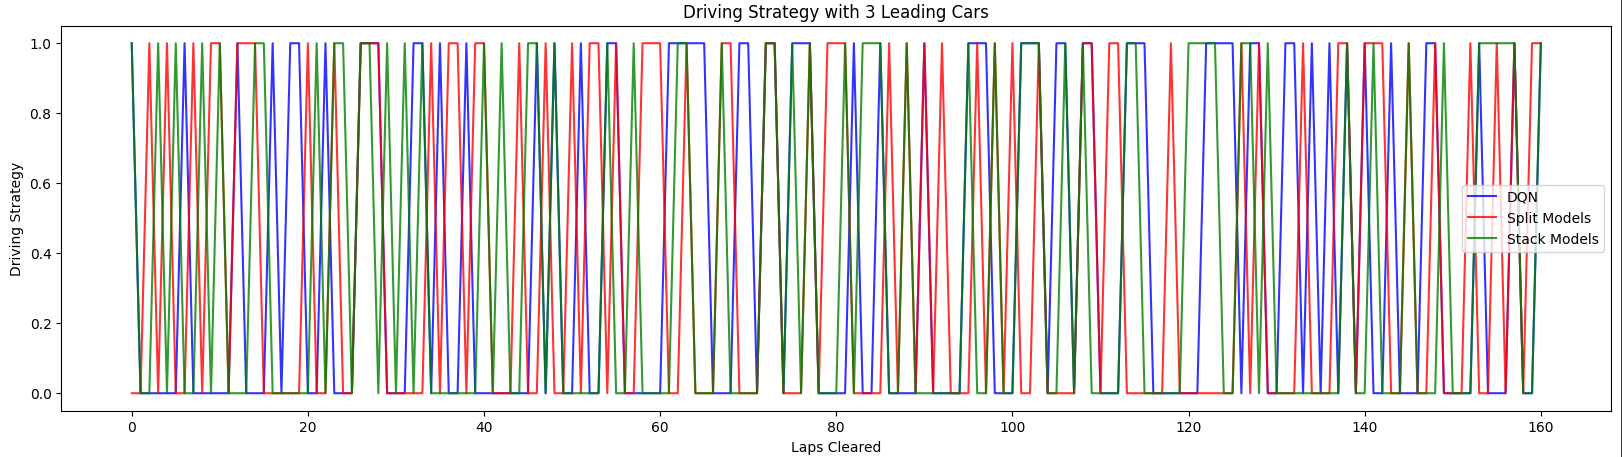 Driving Strategy with 3 Leading Cars
Driving Strategy
1.0
0.8
0.6
0.4
0.2
0.0
DQN
Split Models
Stack Models
0 20 40 60 80 100 120 140 160
Laps Cleared